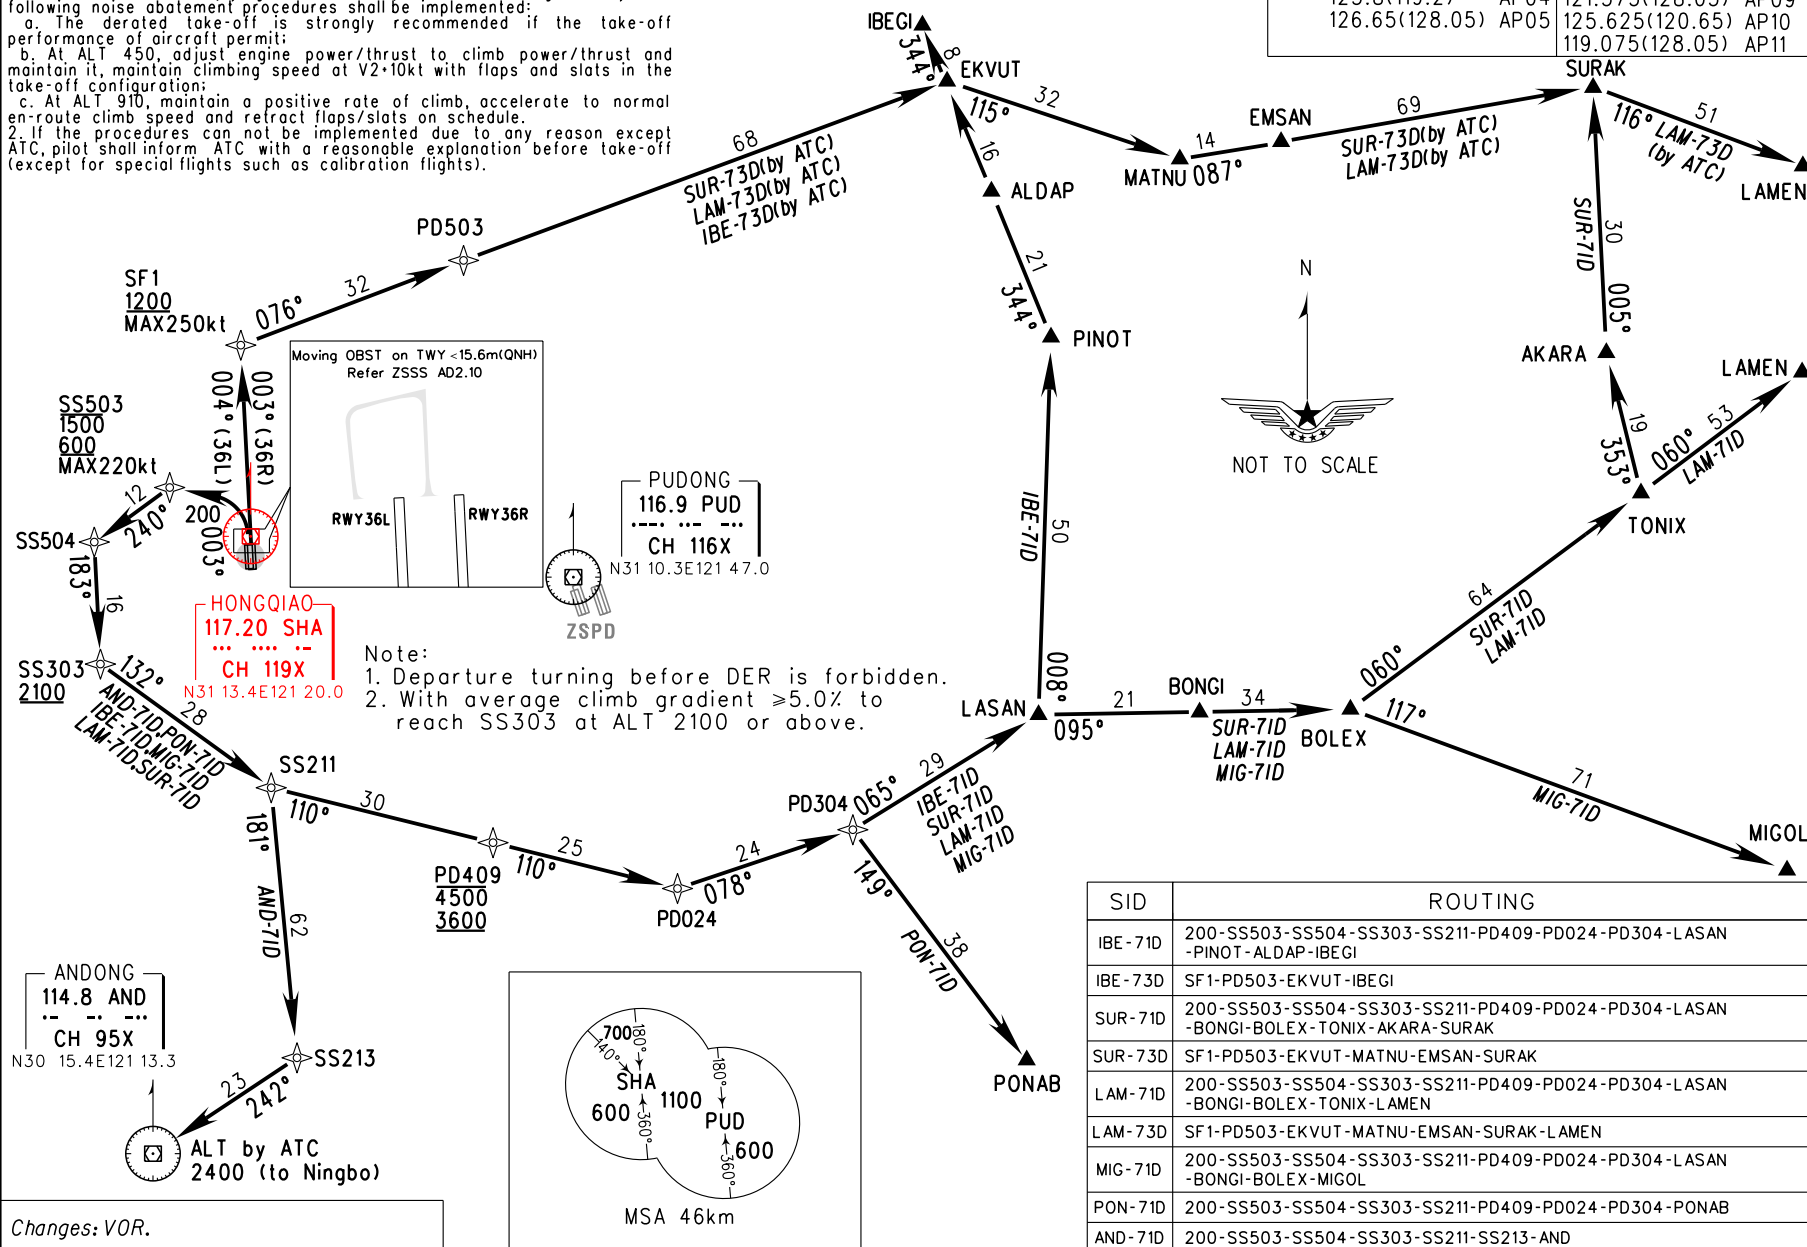 following noise abatement procedures shall be implemented:
a. The derated take-off is strongly recommended if the take-off
performance of aircraft permit;
b. At ALT 450, adjust engine power/thrust to climb power/thrust and
maintain it, maintain climbing speed at V2+10kt with flaps and slats in the
take-off configuration;
c. At ALT 910, maintain a positive rate of climb, accelerate to normal
en-route climb speed and retract flaps/slats on schedule.
2. If the procedures can not be implemented due to any reason except
ATC, pilot shall inform ATC with a reasonable explanation before take-off
(except for special flights such as calibration flights).
126.65(128.05) AP05
125.625(120.65) AP10
119.075(128.05) AP11
IBEGI
8
344°
EKVUT
115°
32
14
MATNU 087°
EMSAN
69
SUR-73D(by ATC)
LAM-73D(by ATC)
SURAK
116°
51
LAM-73D
(by ATC)
LAMEN
68
SUR-73D(by ATC)
LAM-73D(by ATC)
IBE-73D(by ATC)
16
ALDAP
21
344°
PINOT
PD503
32
076°
SF1
1200
MAX250kt
004° (36L)
003° (36R)
SS503
1500
600
MAX220kt
12
240°
200
003°
SS504
183°
16
SS303
2100
132°
28
AND-71D,PON-71D
IBE-71D,MIG-71D
LAM-71D,SUR-71D
Moving OBST on TWY <15.6m(QNH)
Refer ZSSS AD2.10
RWY36L
RWY36R
HONGQIAO
117.20 SHA
CH 119X
N31 13.4E121 20.0
PUDONG
116.9 PUD
CH 116X
N31 10.3E121 47.0
ZSPD
N
NOT TO SCALE
SUR-71D
30
005°
AKARA
19
353°
LAMEN
53
060°
LAM-71D
TONIX
64
SUR-71D
LAM-71D
060°
IBE-71D
50
008°
Note:
1. Departure turning before DER is forbidden.
2. With average climb gradient ≥5.0% to
reach SS303 at ALT 2100 or above.
LASAN
095°
21
BONGI
34
SUR-71D
LAM-71D
MIG-71D
BOLEX
117°
71
MIG-71D
MIGOL
SS211
110°
30
181°
AND-71D
62
PD409
4500
3600
110°
25
PD024
078°
24
PD304
065°
29
IBE-71D
SUR-71D
LAM-71D
MIG-71D
149°
38
PON-71D
PONAB
SS213
23
242°
ANDONG
114.8 AND
CH 95X
N30 15.4E121 13.3
ALT by ATC
2400 (to Ningbo)
700
180°
140°
SHA
600
360°
1100
180°
PUD
360°
600
MSA 46km
SID ROUTING
IBE-71D 200-SS503-SS504-SS303-SS211-PD409-PD024-PD304-LASAN
-PINOT-ALDAP-IBEGI
IBE-73D SF1-PD503-EKVUT-IBEGI
SUR-71D 200-SS503-SS504-SS303-SS211-PD409-PD024-PD304-LASAN
-BONGI-BOLEX-TONIX-AKARA-SURAK
SUR-73D SF1-PD503-EKVUT-MATNU-EMSAN-SURAK
LAM-71D 200-SS503-SS504-SS303-SS211-PD409-PD024-PD304-LASAN
-BONGI-BOLEX-TONIX-LAMEN
LAM-73D SF1-PD503-EKVUT-MATNU-EMSAN-SURAK-LAMEN
MIG-71D 200-SS503-SS504-SS303-SS211-PD409-PD024-PD304-LASAN
-BONGI-BOLEX-MIGOL
PON-71D 200-SS503-SS504-SS303-SS211-PD409-PD024-PD304-PONAB
AND-71D 200-SS503-SS504-SS303-SS211-SS213-AND
Changes: VOR.